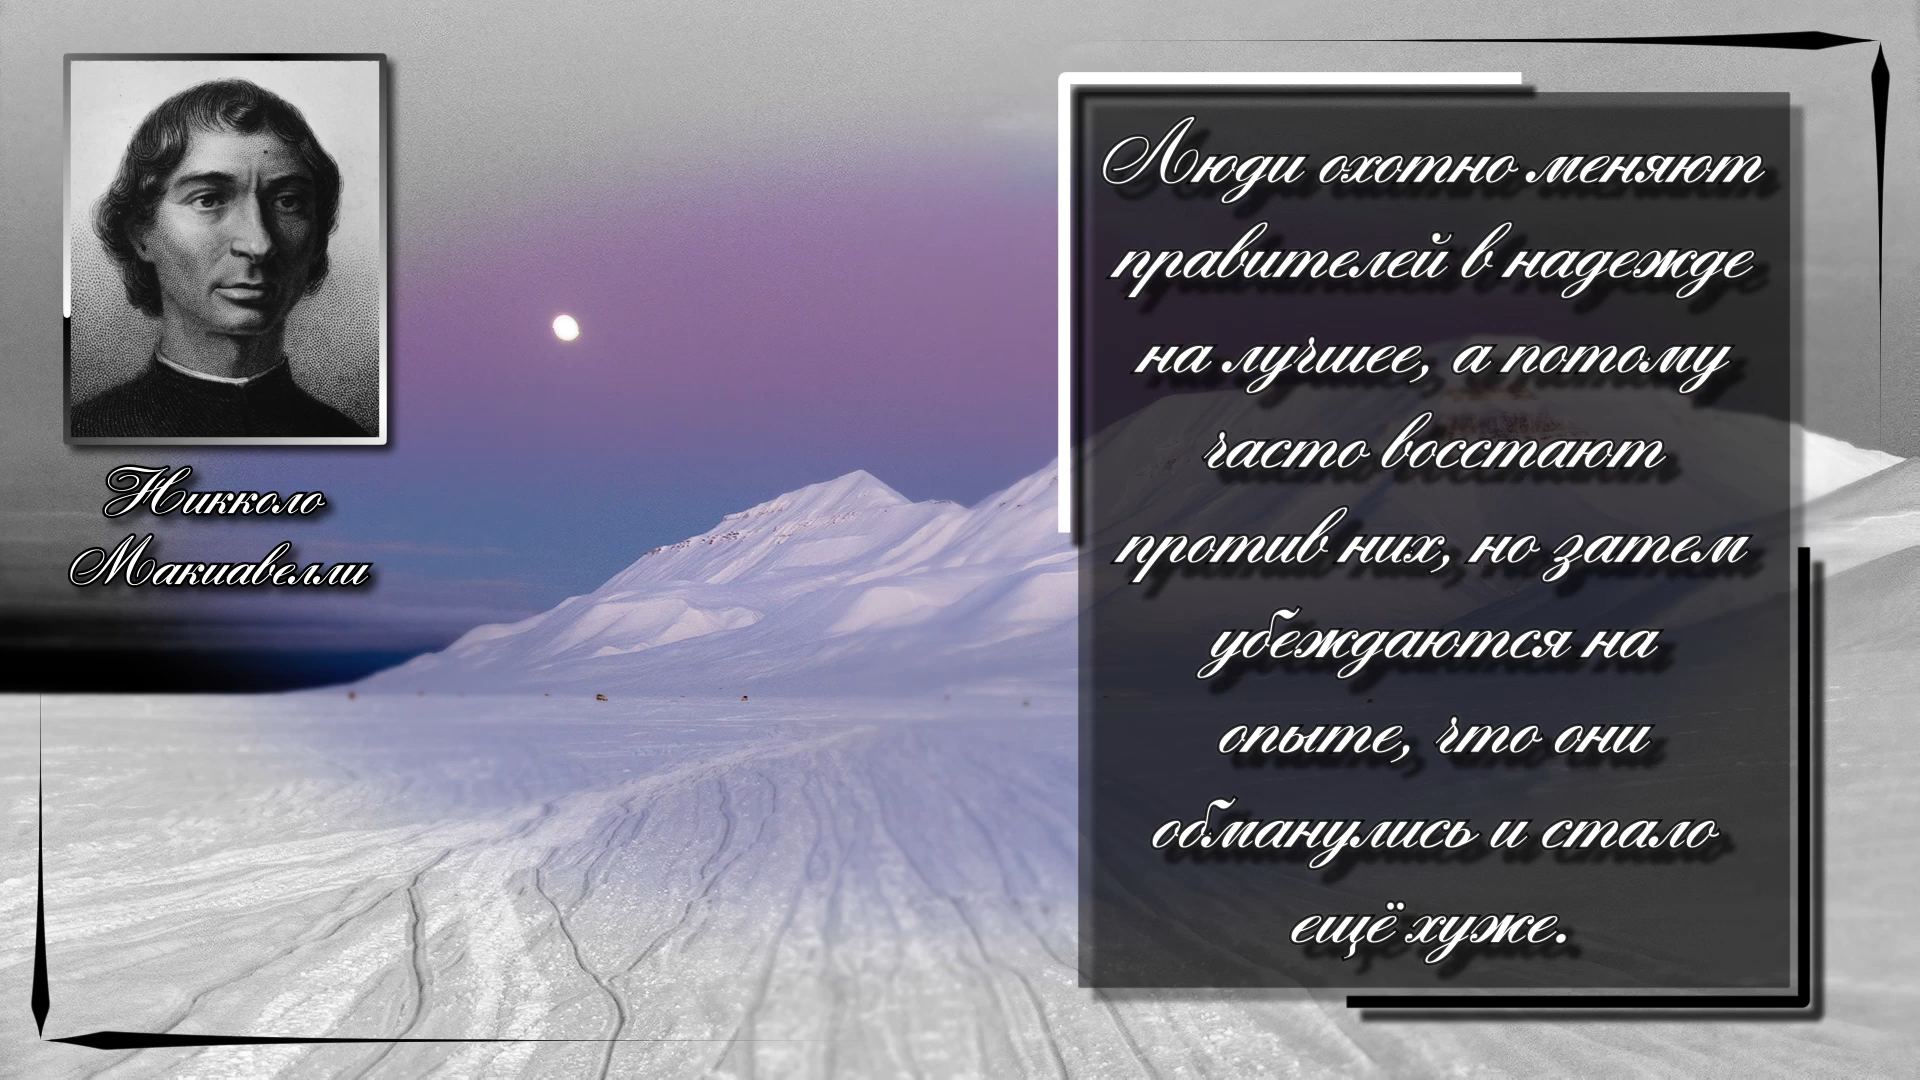 Никколо
Макиавелли
Люди охотно меняют
правителей в надежде
на лучшее, а потому
часто восстают
против них, но затем
убеждаются на
опыте, что они
обманулись и стало
ещё хуже.